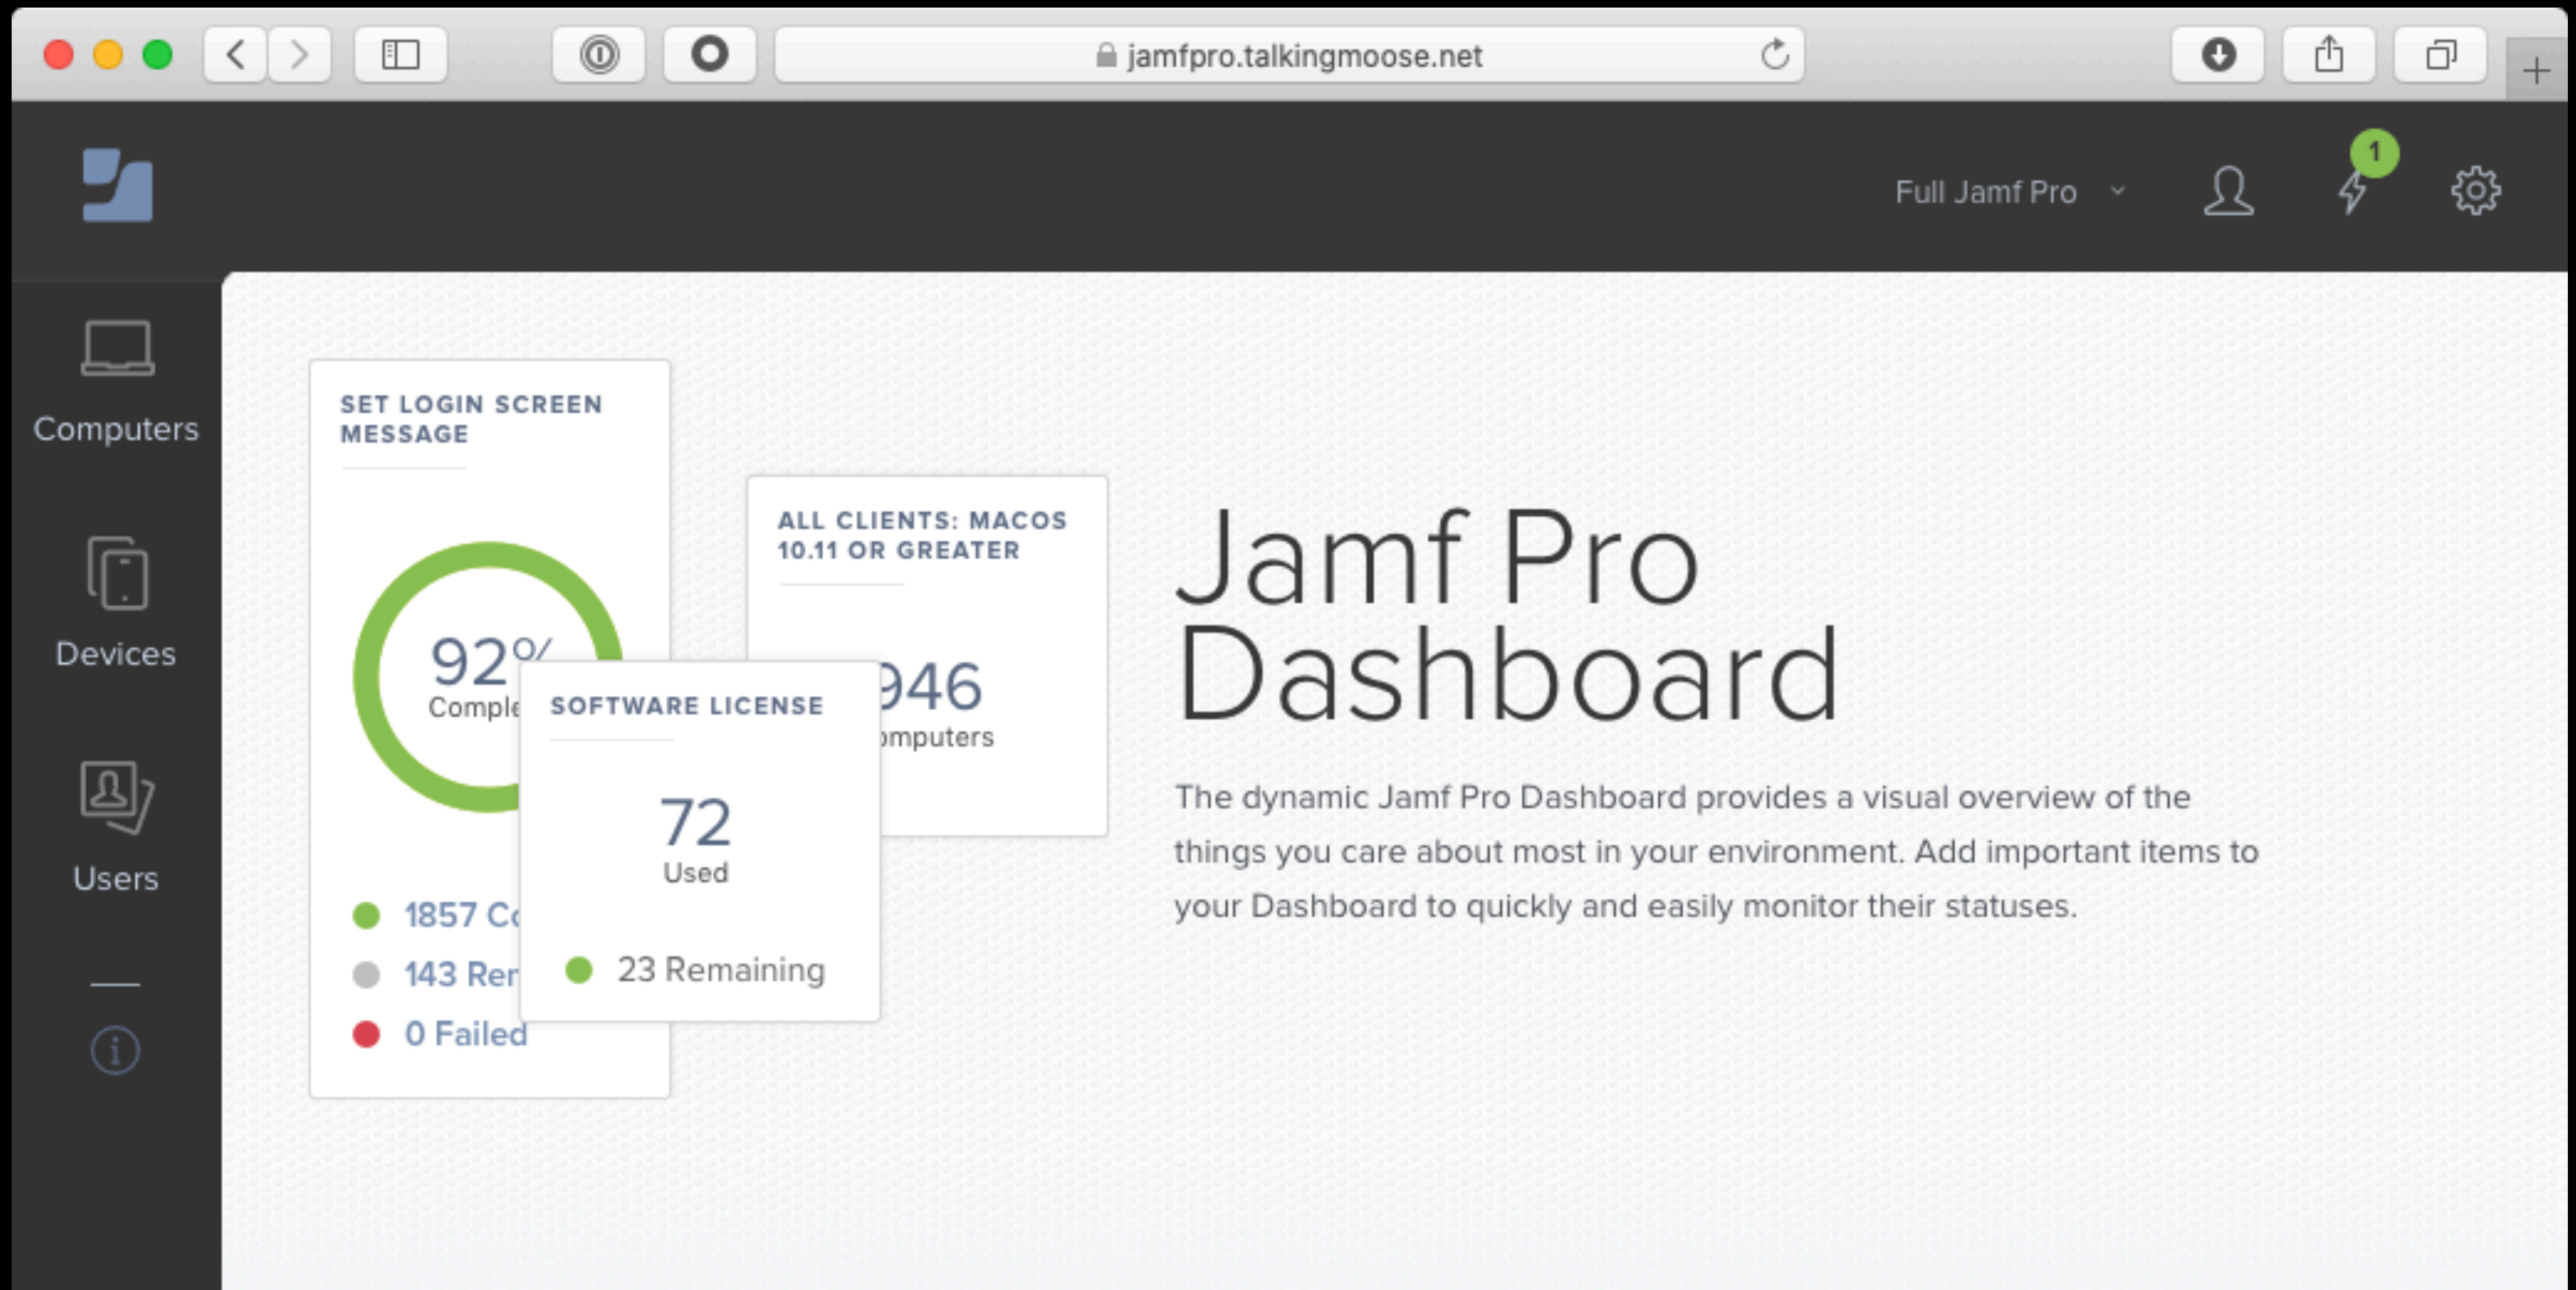 jamfpro.talkingmoose.net
Full Jamf Pro
1
Computers
Devices
Users
SET LOGIN SCREEN
MESSAGE
92%
1857
143
0 Failed
ALL CLIENTS: MACOS
10.11 OR GREATER
SOFTWARE LICENSE
72
Used
23 Remaining
Jamf Pro
Dashboard
The dynamic Jamf Pro Dashboard provides a visual overview of the
things you care about most in your environment. Add important items to
your Dashboard to quickly and easily monitor their statuses.